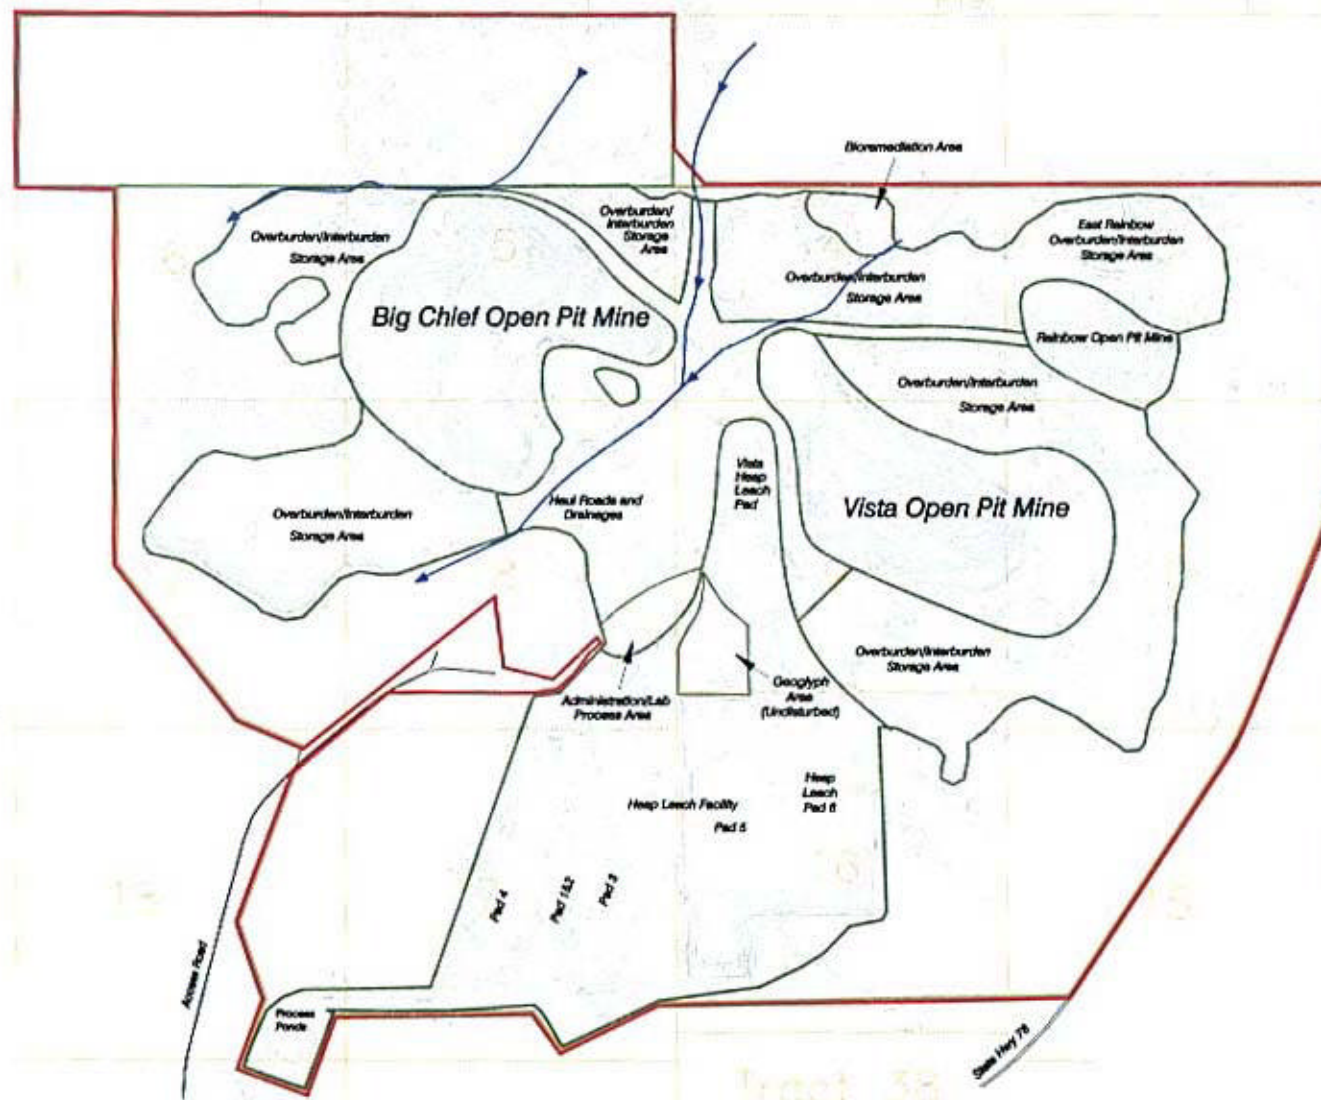 Bioremediation Area
Overburden/
Interburden
Storage
Area
East Rainbow
Overburden/Interburden
Storage Area
Overburden/Interburden
Storage Area
Overburden/Interburden
Storage Area
Big Chief Open Pit Mine
Rainbow Open Pit Mine
Overburden/Interburden
Storage Area
Vista
Heap
Leach
Pad
Vista Open Pit Mine
Haul Roads and
Drainages
Overburden/Interburden
Storage Area
Overburden/Interburden
Storage Area
Geoglyph
Area
(Undisturbed)
Administration/Lab
Process Area
Heap Leach Facility
Pad 5
Heap
Leach
Pad 6
Pad 4
Pad 1&2
Pad 3
Access Road
Process
Ponds
State Hwy 78